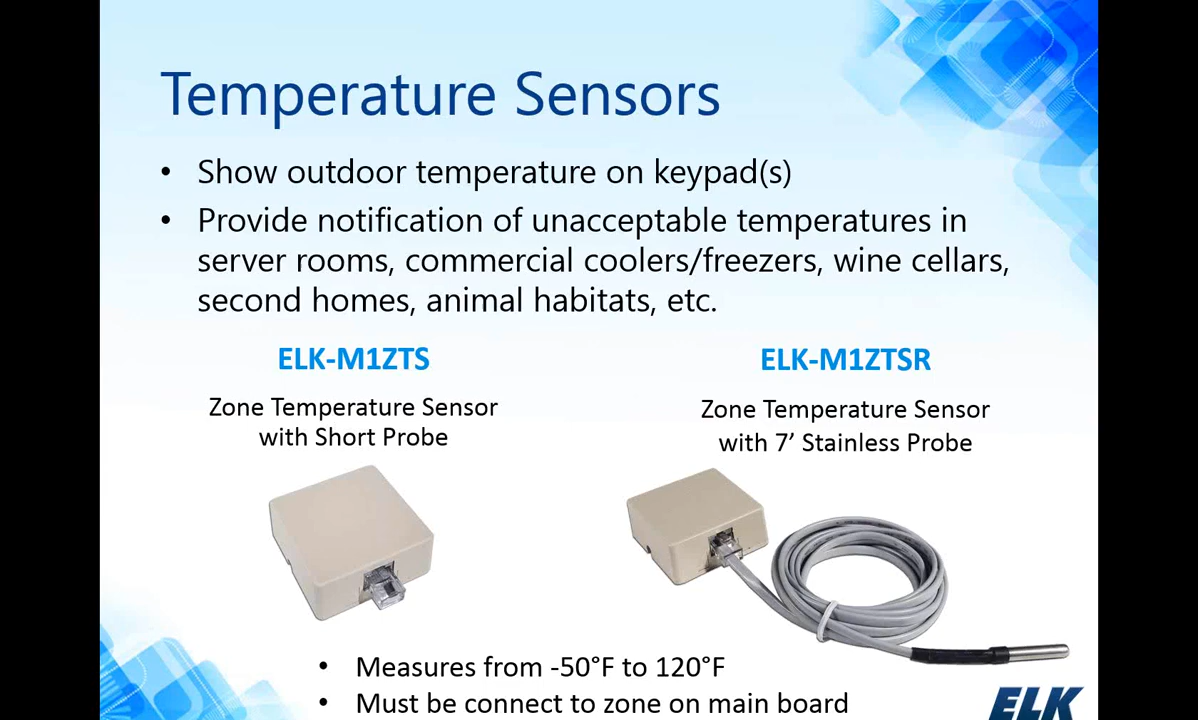 Temperature Sensors
• Show outdoor temperature on keypad(s)
• Provide notification of unacceptable temperatures in
server rooms, commercial coolers/freezers, wine cellars,
second homes, animal habitats, etc.
ELK-M1ZTS
Zone Temperature Sensor
with Short Probe
ELK-M1ZTSR
Zone Temperature Sensor
with 7’ Stainless Probe
• Measures from -50°F to 120°F
• Must be connect to zone on main board
ELK